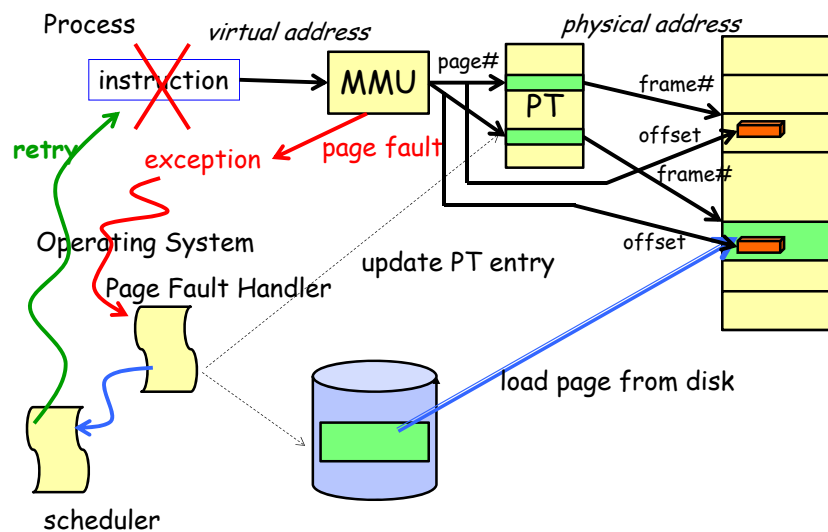 Process
virtual address
physical address
instruction
MMU
page#
PT
frame#
offset
retry
exception
page fault
frame#
offset
Operating System
update PT entry
Page Fault Handler
load page from disk
scheduler